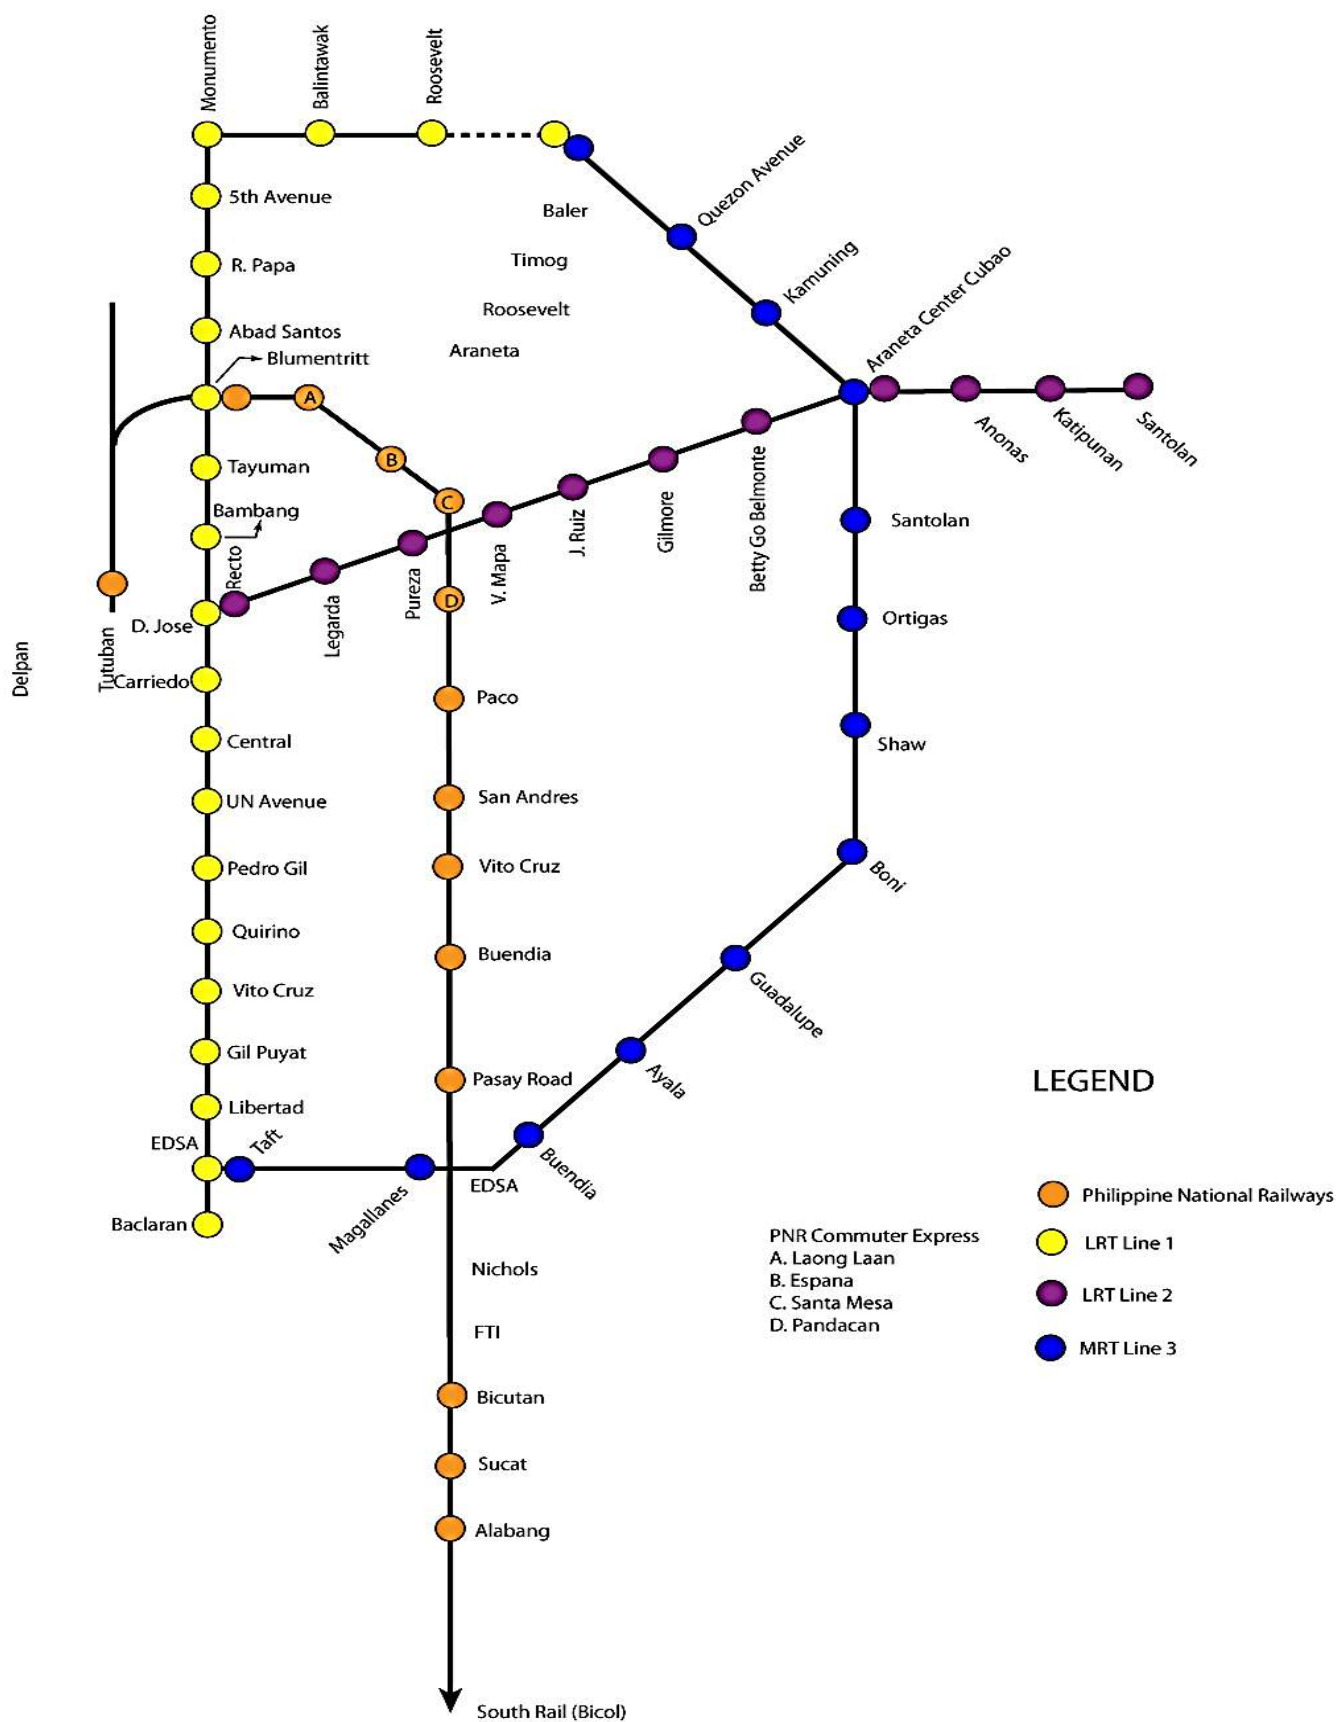 Monumento
Balintawak
Roosevelt
5th Avenue
R. Papa
Abad Santos
Blumentritt
Tayuman
Bambang
Recto
D. Jose
Carriedo
Central
UN Avenue
Pedro Gil
Quirino
Vito Cruz
Gil Puyat
Libertad
EDSA
Taft
Baclaran
Delpan
Tutuban
Baler
Timog
Roosevelt
Araneta
Quezon Avenue
Kamuning
Araneta Center Cubao
Anonas
Katipunan
Santolan
Legarda
Pureza
V. Mapa
J. Ruiz
Gilmore
Betty Go Belmonte
A
B
C
D
Paco
San Andres
Vito Cruz
Buendia
Pasay Road
EDSA
Nichols
FTI
Bicutan
Sucat
Alabang
South Rail (Bicol)
Santolan
Ortigas
Shaw
Boni
Guadalupe
Ayala
Buendia
Magallanes
PNR Commuter Express
A. Laong Laan
B. Espana
C. Santa Mesa
D. Pandacan
LEGEND
Philippine National Railways
LRT Line 1
LRT Line 2
MRT Line 3